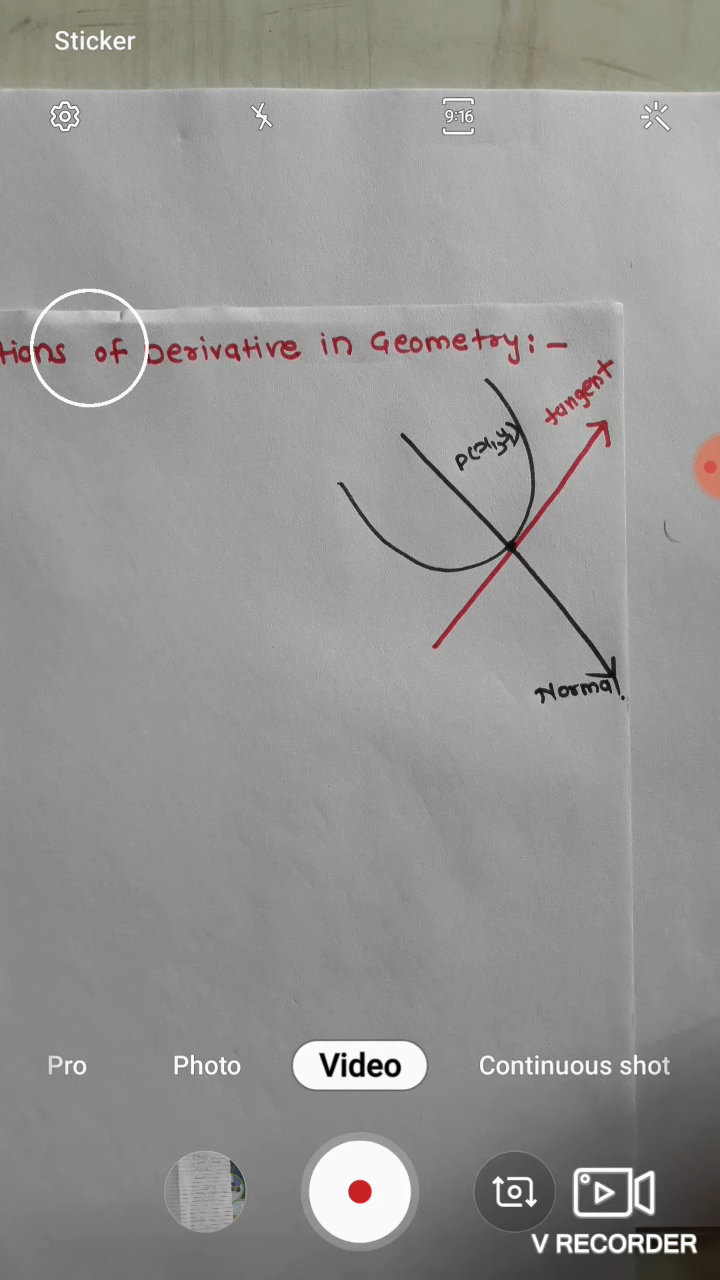 Sticker
9:16
tions of Derivative in Geometry:-
tangent
P(x1,y1)
Normal.
Pro Photo Video Continuous shot
V RECORDER